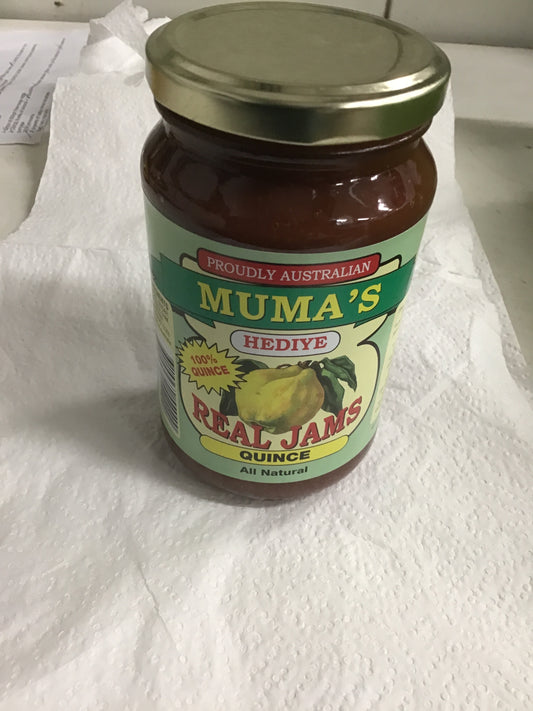 PROUDLY AUSTRALIAN
MUMA'S
HEDIYE
100%
QUINCE
REAL JAMS
QUINCE
All Natural